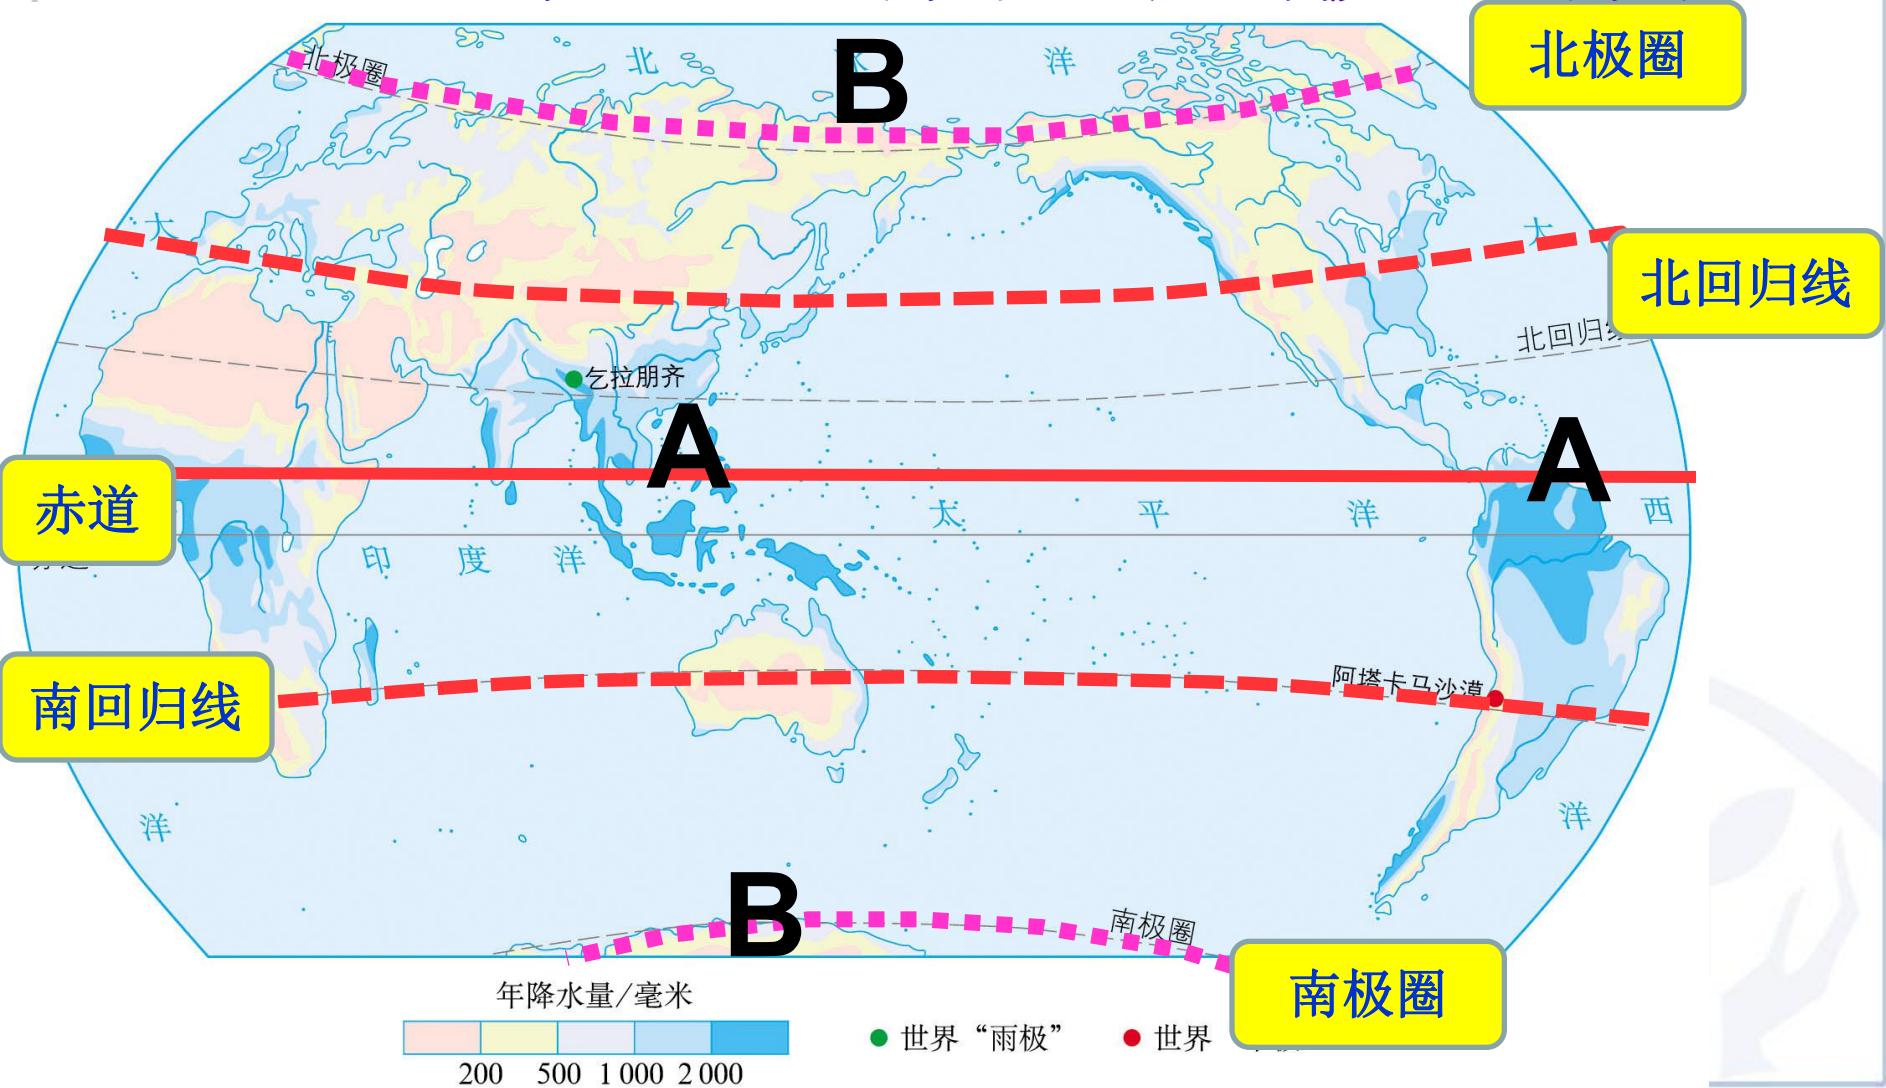 北极圈
北 洋
B
北极圈
大
大
北回归线
北回归
乞拉朋齐
A
A
赤道
太 平 洋
西
印 度 洋
阿塔卡马沙漠
南回归线
洋
洋
B
南极圈
南极圈
年降水量/毫米
世界“雨极”
世界
200 500 1 000 2 000